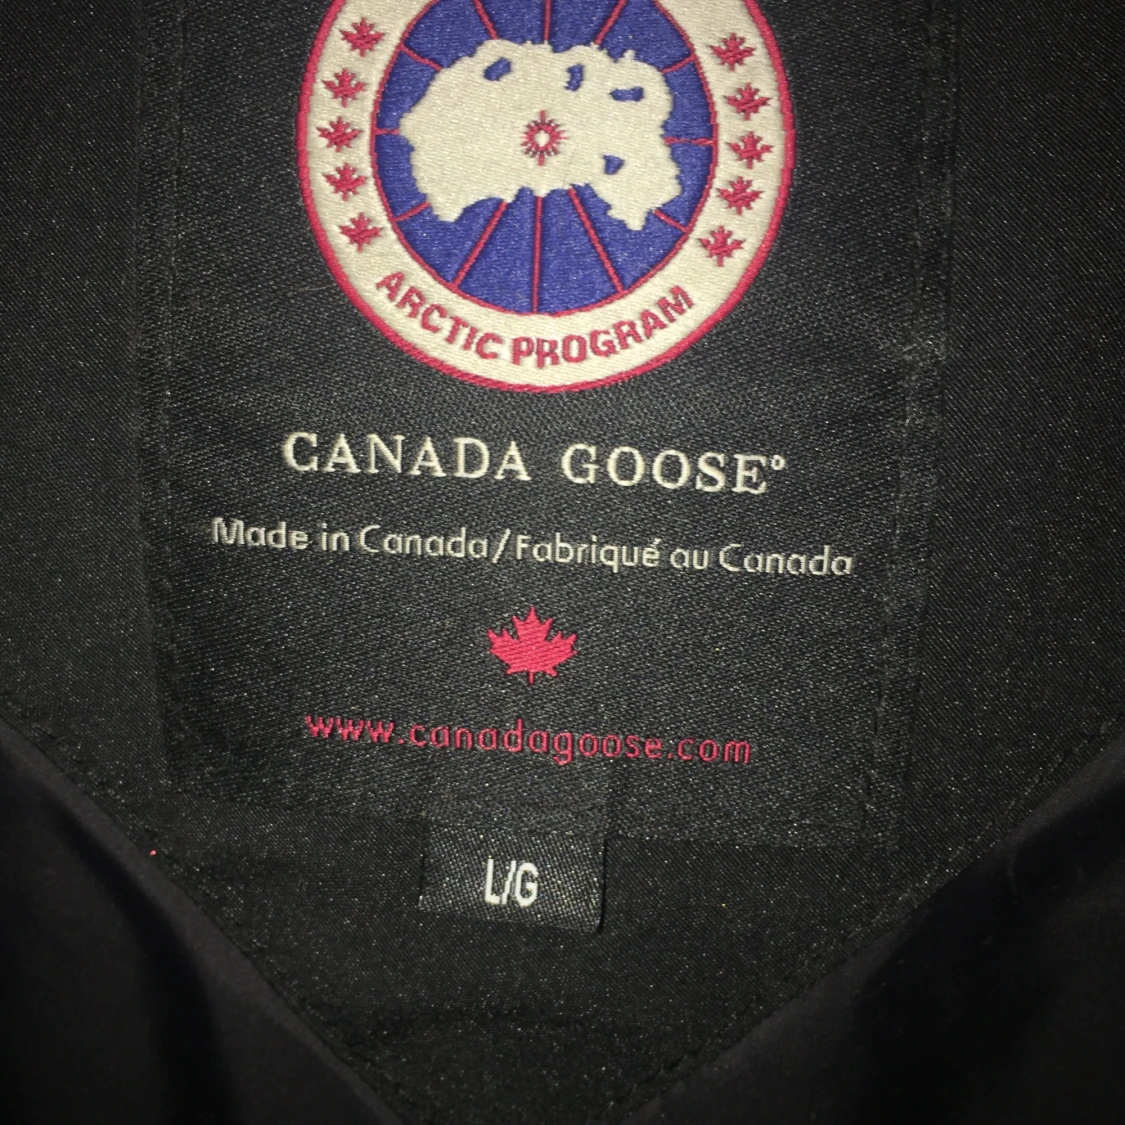 ARCTIC PROGRAM
CANADA GOOSE®
Made in Canada/Fabriqué au Canada
www.canadagoose.com
L/G